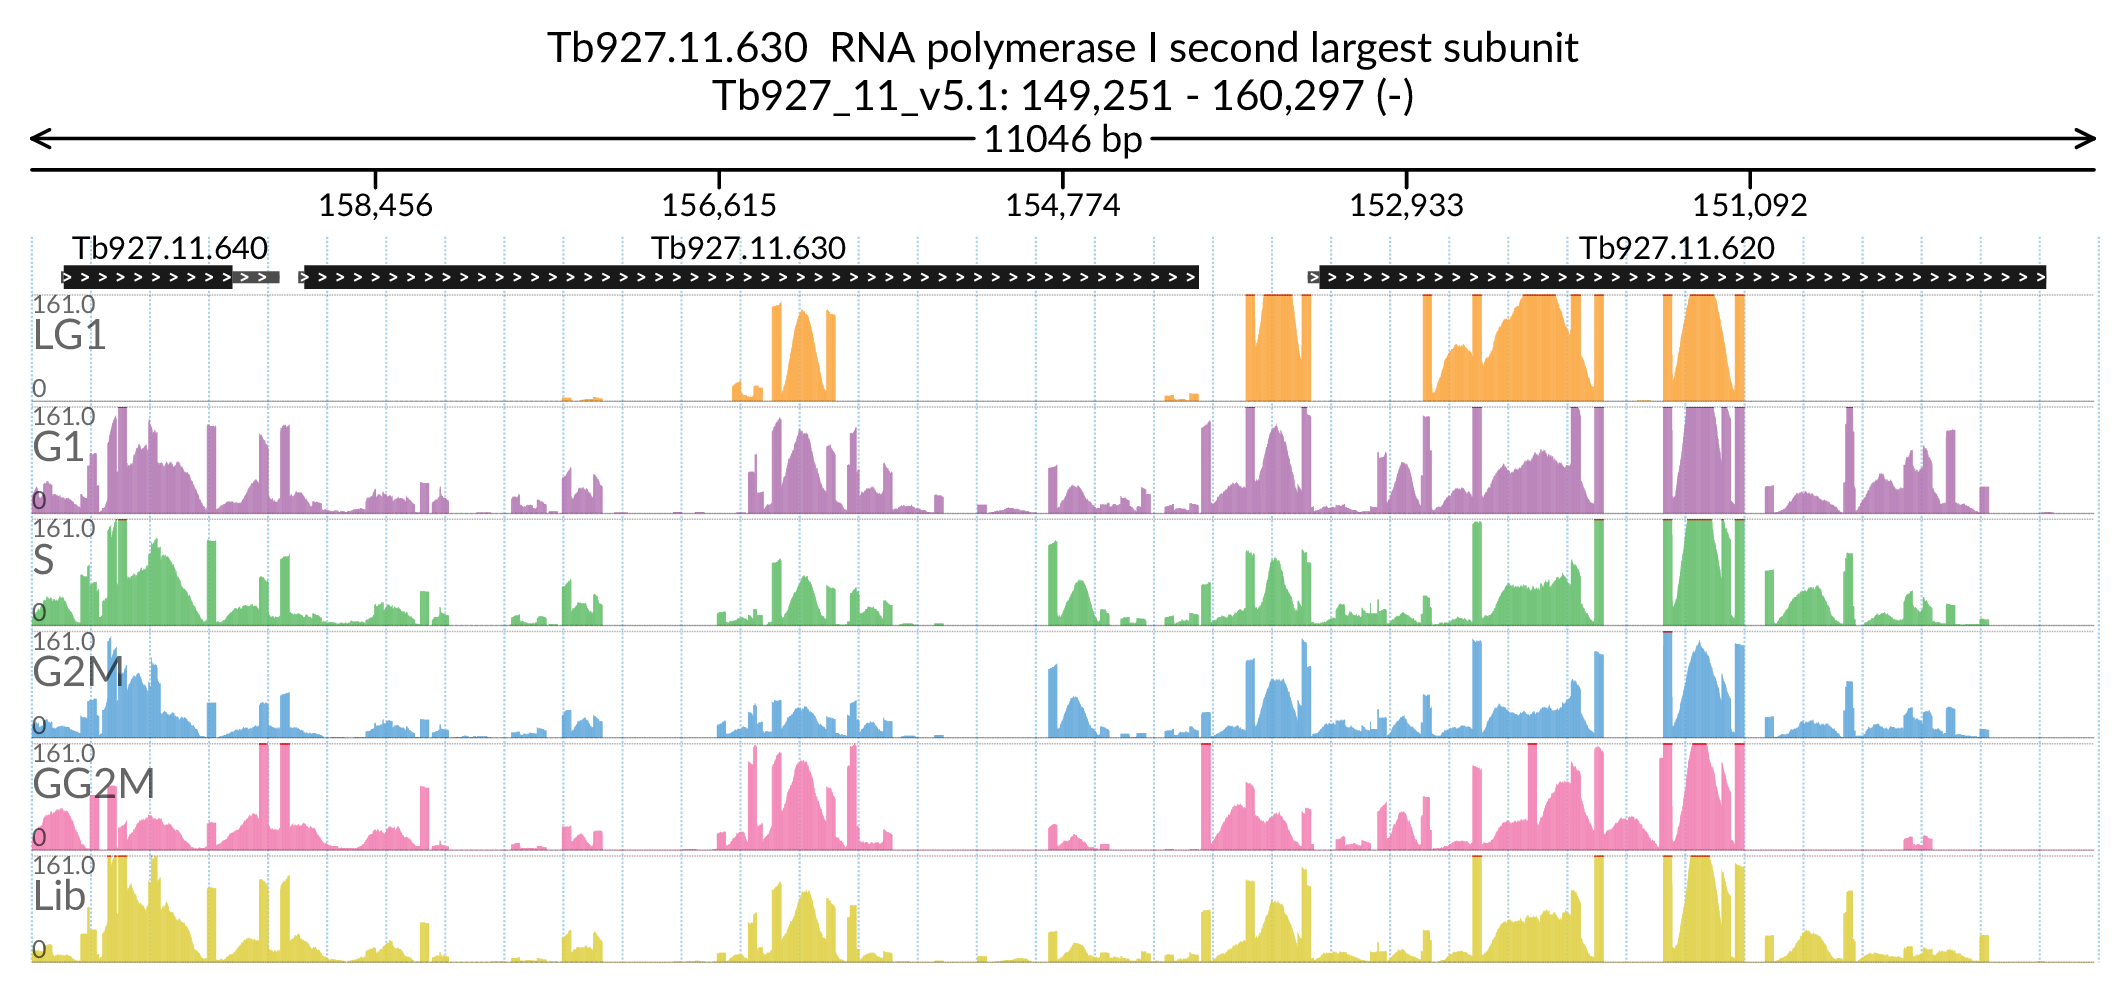 Tb927.11.630  RNA polymerase I second largest subunit
Tb927_11_v5.1: 149,251 - 160,297 (-)
11046 bp
158,456 156,615 154,774 152,933 151,092
Tb927.11.640 Tb927.11.630 Tb927.11.620
161.0
LG1
0
161.0
G1
0
161.0
S
0
161.0
G2M
0
161.0
GG2M
0
161.0
Lib
0